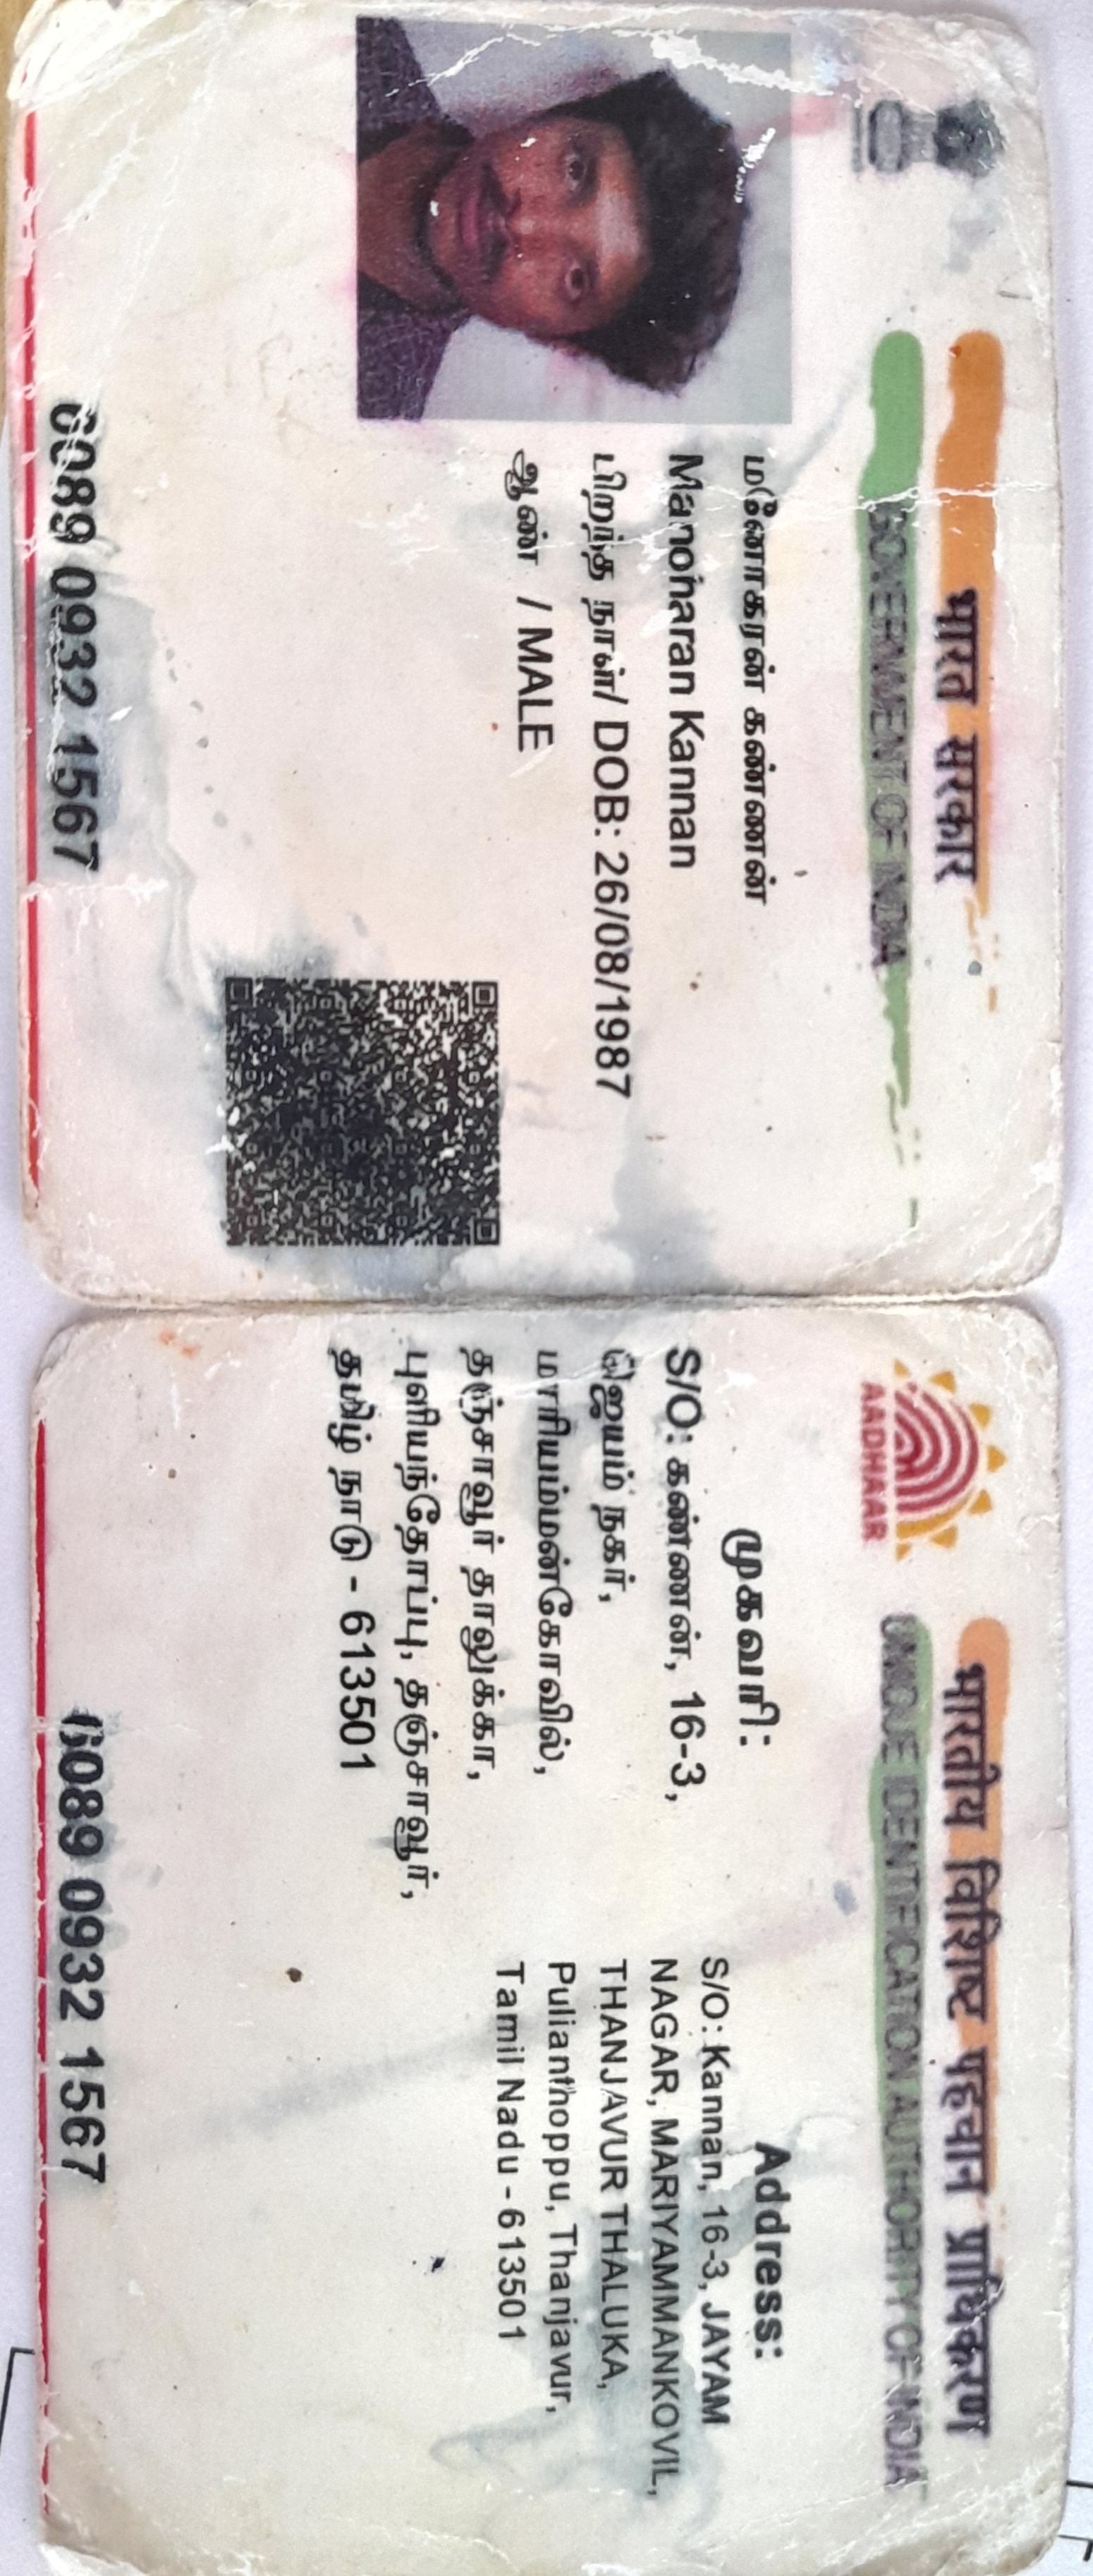 भारत सरकार
GOVERNMENT OF INDIA
மனோகரன் கண்ணன்
Manoharan Kannan
பிறந்த நாள்/ DOB: 26/08/1987
ஆண் / MALE
6089 0932 1567
AADHAAR
भारतीय विशिष्ट पहचान प्राधिकरण
UNIQUE IDENTIFICATION AUTHORITY OF INDIA
முகவரி:
S/O: கண்ணன், 16-3,
ஜெயம் நகர்,
மாரியம்மன்கோவில்,
தஞ்சாவூர் தாலுக்கா,
புளியந்தோப்பு, தஞ்சாவூர்,
தமிழ் நாடு - 613501
Address:
S/O: Kannan, 16-3, JAYAM
NAGAR, MARIYAMMANKOVIL,
THANJAVUR THALUKA,
Pulianthoppu, Thanjavur,
Tamil Nadu - 613501
6089 0932 1567